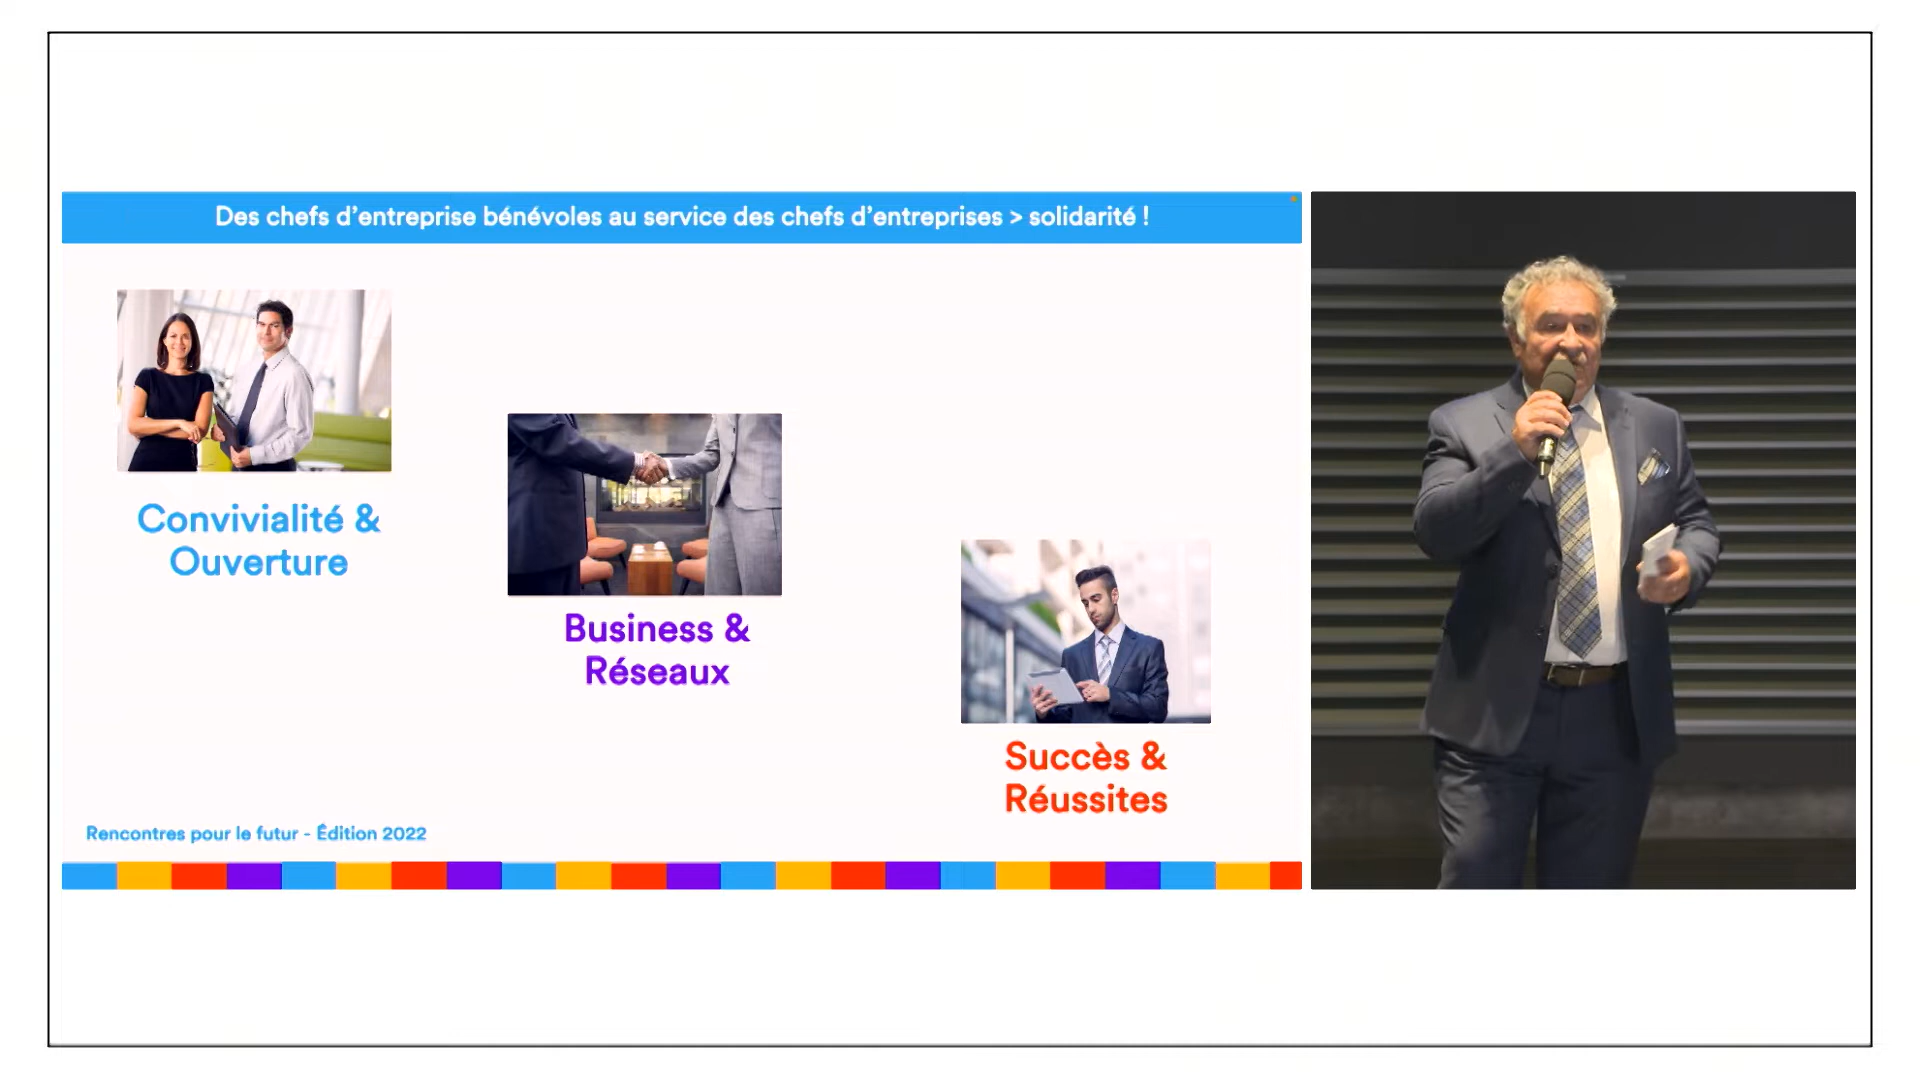 Des chefs d’entreprise bénévoles au service des chefs d’entreprises > solidarité !
Convivialité &
Ouverture
Business &
Réseaux
Succès &
Réussites
Rencontres pour le futur - Édition 2022